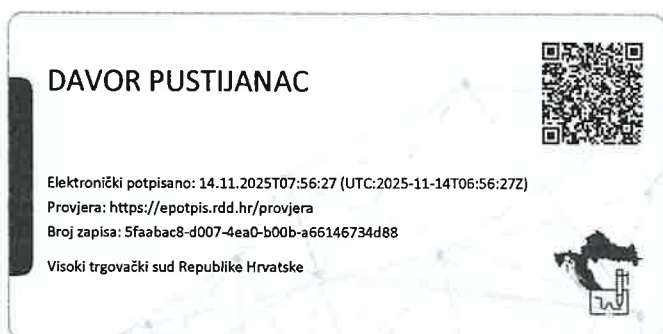 DAVOR PUSTIJANAC
Elektronički potpisano: 14.11.2025T07:56:27 (UTC:2025-11-14T06:56:27Z)
Provjera: https://epotpis.rdd.hr/provjera
Broj zapisa: 5faabac8-d007-4ea0-b00b-a66146734d88
Visoki trgovački sud Republike Hrvatske